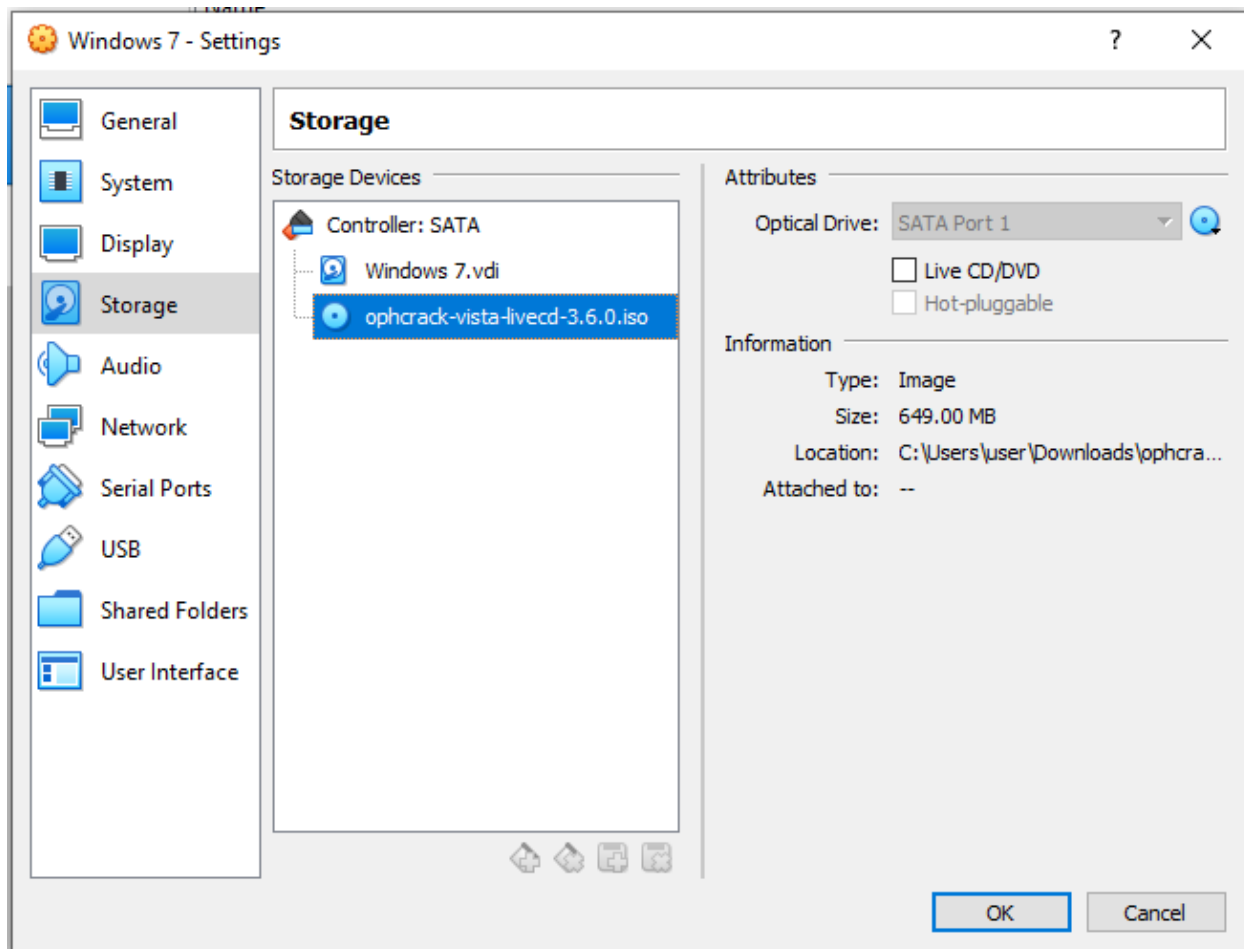 Name
Windows 7 - Settings
?
General
System
Display
Storage
Audio
Network
Serial Ports
USB
Shared Folders
User Interface
Storage
Storage Devices
Controller: SATA
Windows 7.vdi
ophcrack-vista-livecd-3.6.0.iso
Attributes
Optical Drive: SATA Port 1
Live CD/DVD
Hot-pluggable
Information
Type: Image
Size: 649.00 MB
Location: C:\Users\user\Downloads\ophcra...
Attached to: --
OK
Cancel